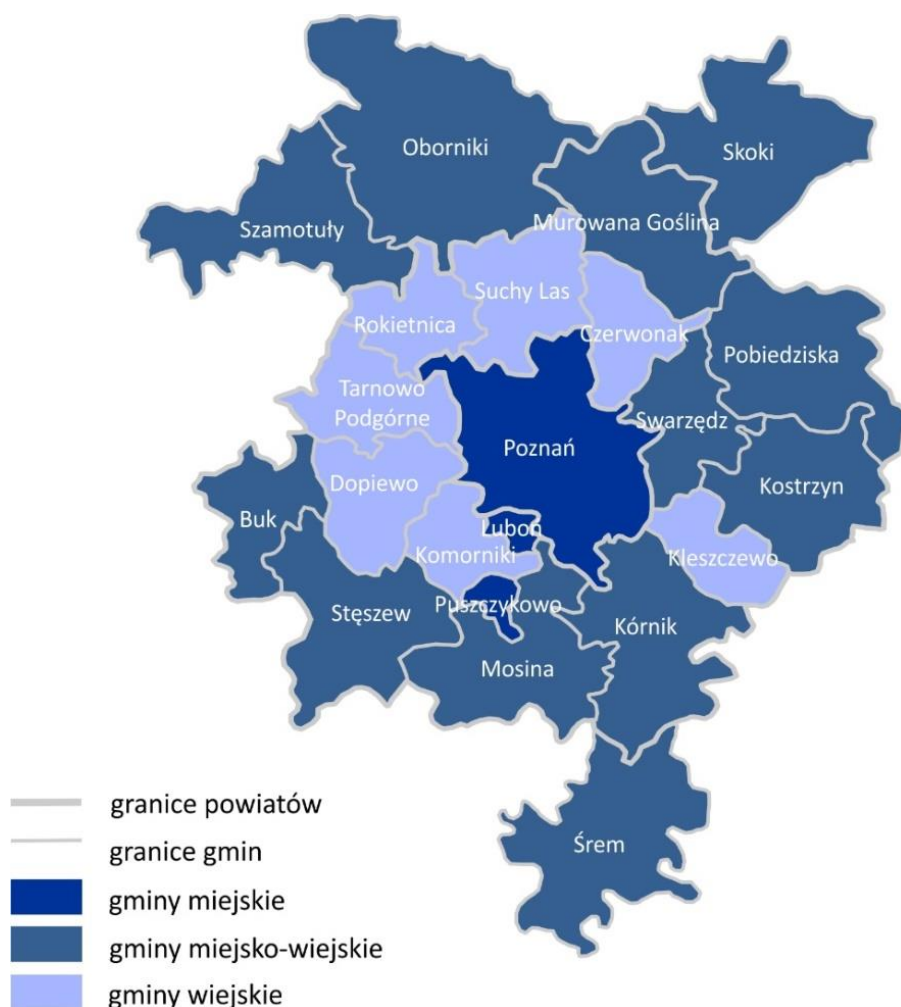 Oborniki
Skoki
Szamotuły
Murowana Goślina
Suchy Las
Rokietnica
Czerwonak
Pobiedziska
Tarnowo
Podgórne
Swarzędz
Poznań
Dopiewo
Kostrzyn
Buk
Luboń
Komorniki
Kleszczewo
Puszczykowo
Stęszew
Kórnik
Mosina
Śrem
granice powiatów
granice gmin
gminy miejskie
gminy miejsko-wiejskie
gminy wiejskie